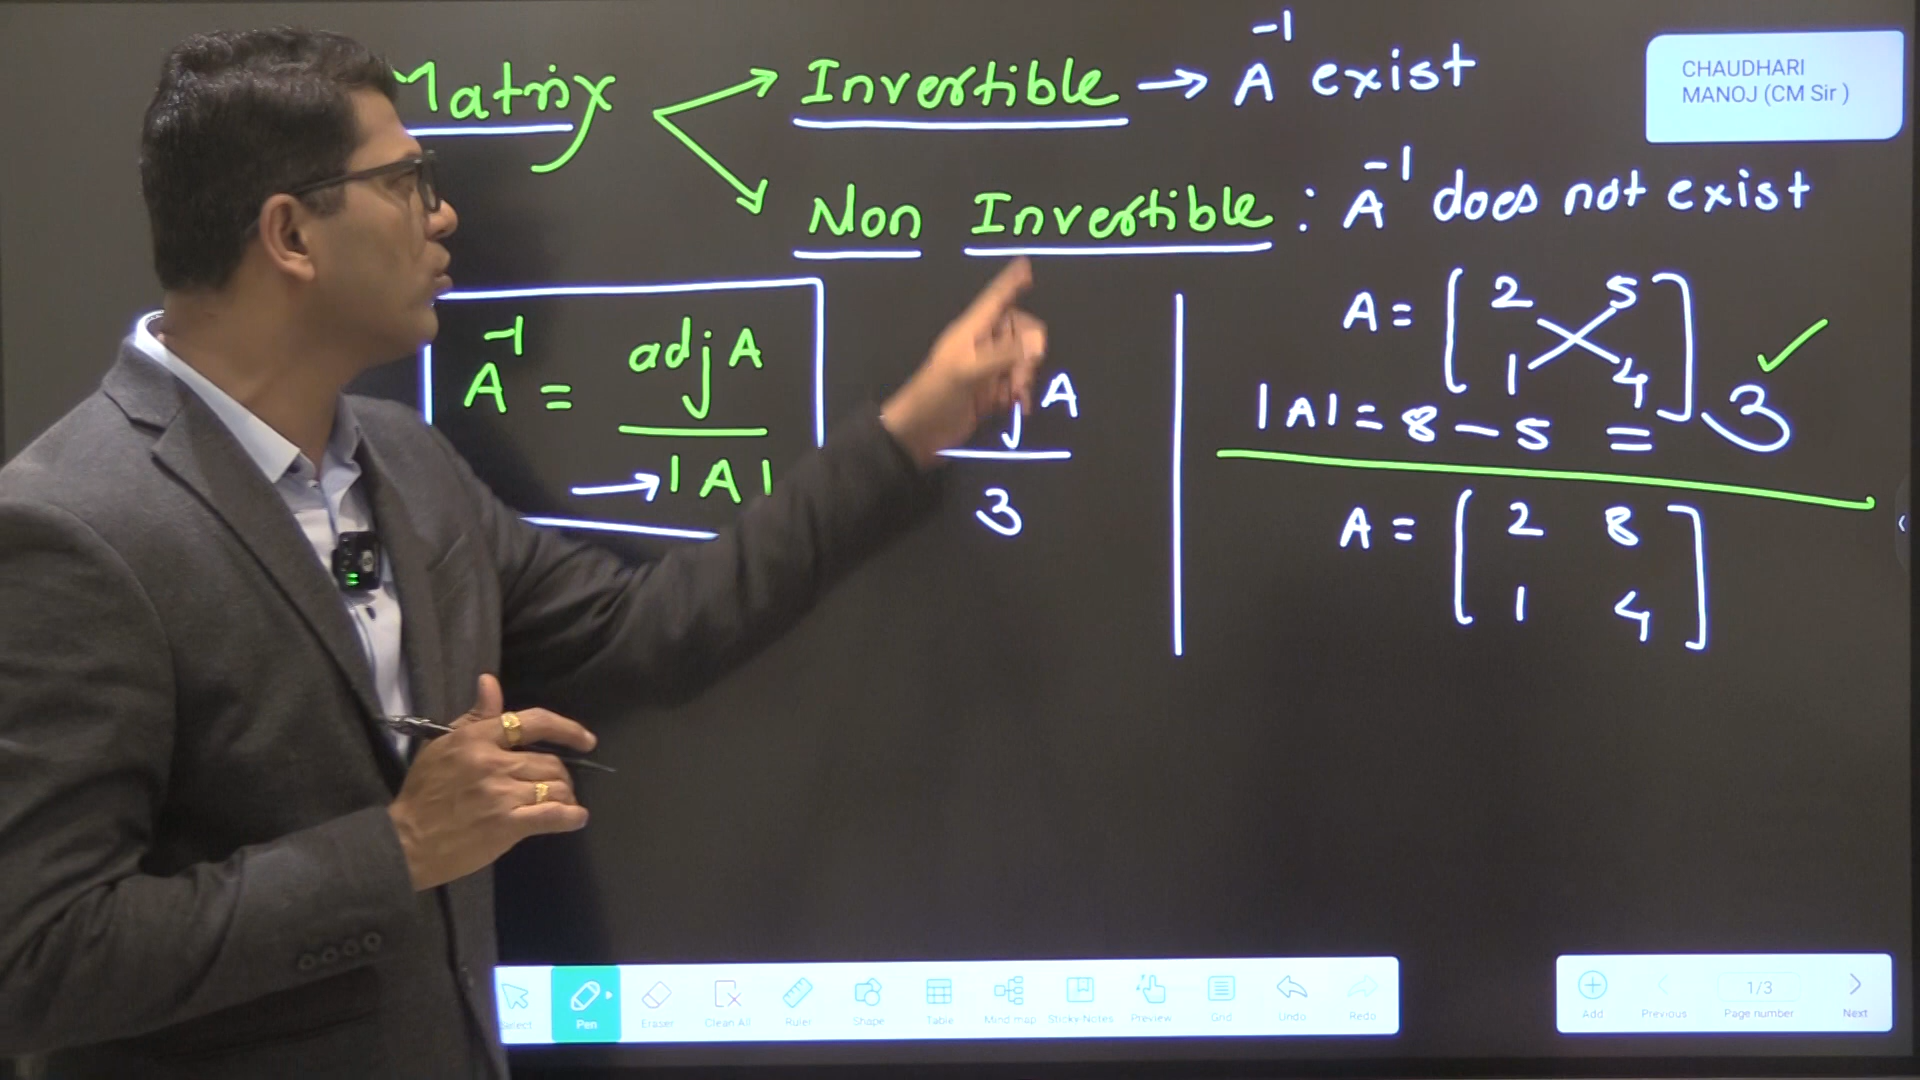 Matrix
Invertible → A⁻¹ exist
Non Invertible : A⁻¹ does not exist
CHAUDHARI
MANOJ (CM Sir )
A⁻¹ = adj A
→ |A|
j A
3
A = [ 2 5
1 4 ]
|A| = 8 - 5 = 3 ✓
A = [ 2 8
1 4 ]
Select Pen Eraser Clean All Ruler Shape Table Mind map Sticky Notes Preview Grid Undo Redo
1/3
Add Previous Page number Next